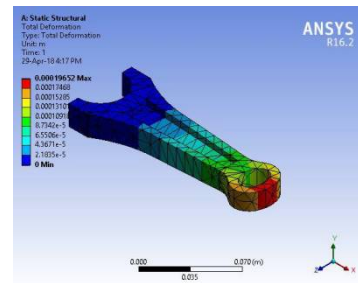 A: Static Structural
Total Deformation
Type: Total Deformation
Unit: m
Time: 1
29-Apr-18 4:17 PM
0.00019652 Max
0.00017468
0.00015285
0.00013101
0.00010918
8.7342e-5
6.5506e-5
4.3671e-5
2.1835e-5
0 Min
ANSYS
R16.2
0.000
0.070 (m)
0.035
Y
Z
X